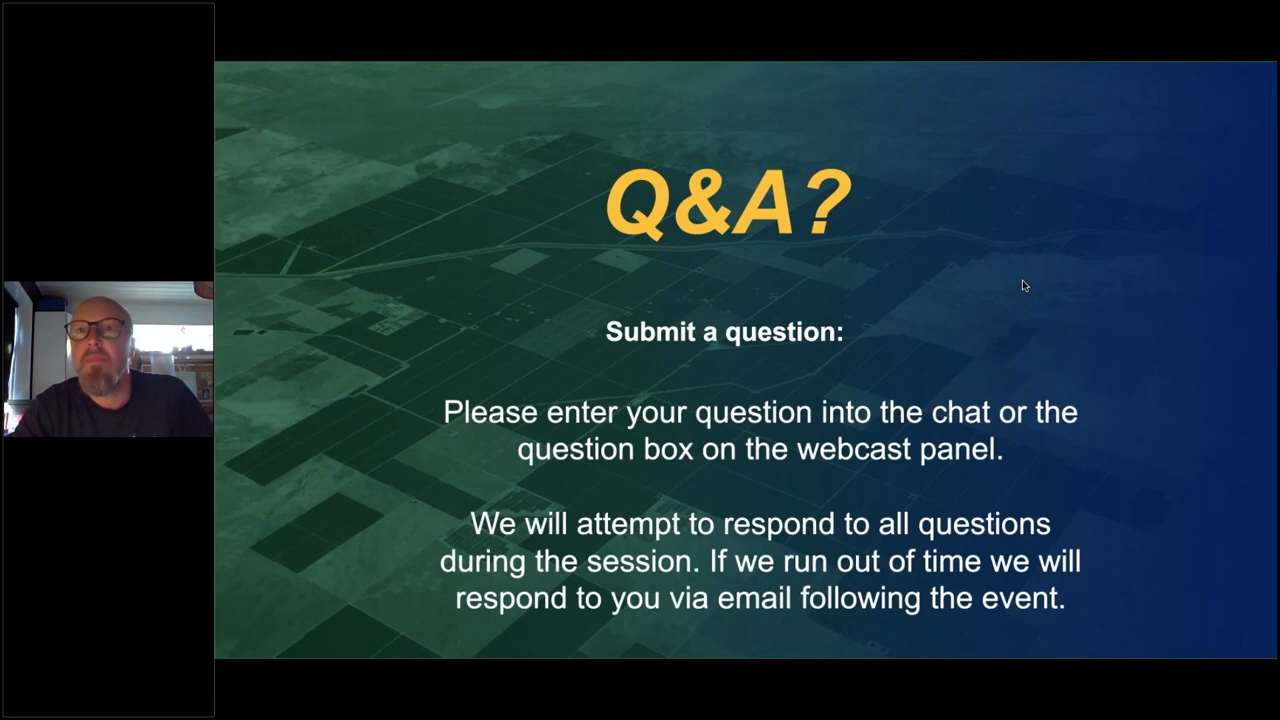 Q&A?
Submit a question:
Please enter your question into the chat or the
question box on the webcast panel.
We will attempt to respond to all questions
during the session. If we run out of time we will
respond to you via email following the event.